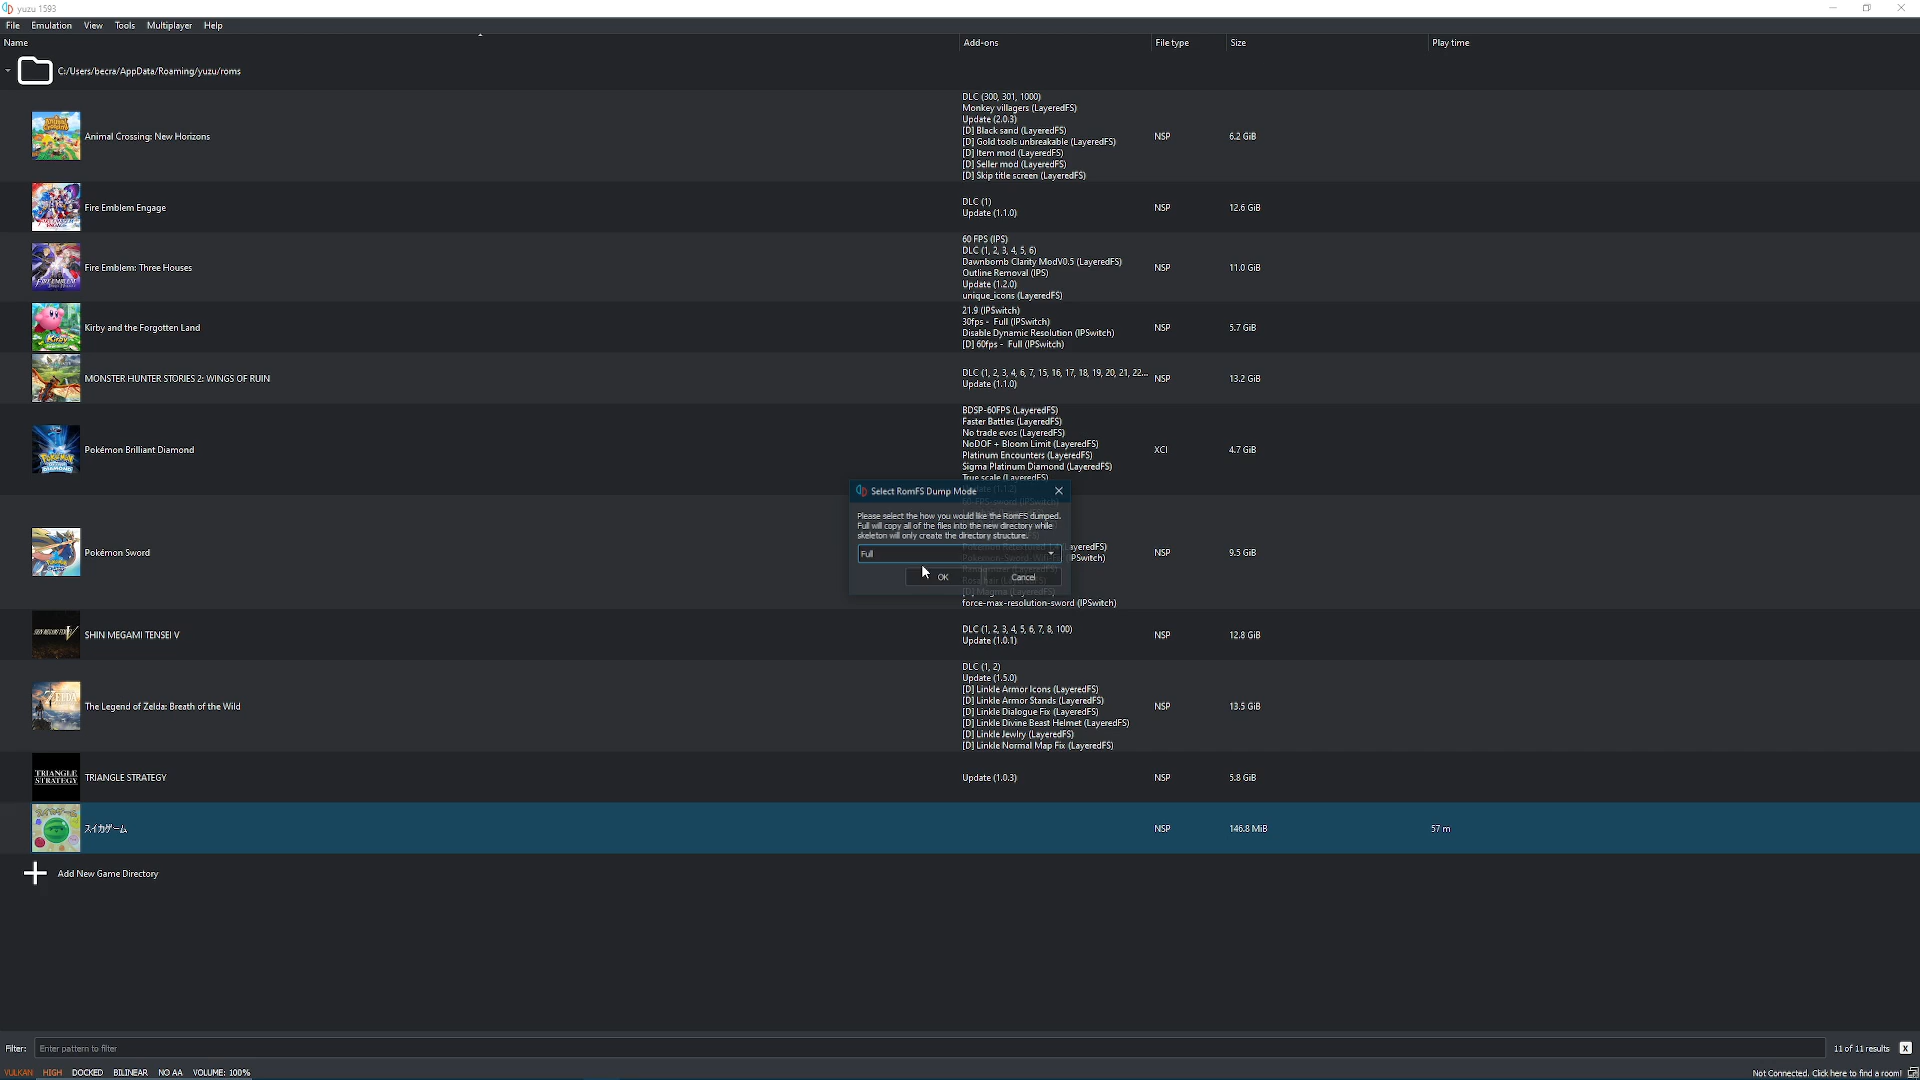 yuzu 1593
File Emulation View Tools Multiplayer Help
Name Add-ons File type Size Play time
C:/Users/becra/AppData/Roaming/yuzu/roms
DLC (300, 301, 1000)
Monkey villagers (LayeredFS)
Update (2.0.3)
[D] Black sand (LayeredFS)
Animal Crossing: New Horizons NSP 6.2 GiB
[D] Gold tools unbreakable (LayeredFS)
[D] Item mod (LayeredFS)
[D] Seller mod (LayeredFS)
[D] Skip title screen (LayeredFS)
DLC (1)
Fire Emblem Engage NSP 12.6 GiB
Update (1.1.0)
60 FPS (IPS)
DLC (1, 2, 3, 4, 5, 6)
Dawnbomb Clarity ModV0.5 (LayeredFS)
Fire Emblem: Three Houses NSP 11.0 GiB
Outline Removal (IPS)
Update (1.2.0)
unique_icons (LayeredFS)
21.9 (IPSwitch)
30fps - Full (IPSwitch)
Kirby and the Forgotten Land NSP 5.7 GiB
Disable Dynamic Resolution (IPSwitch)
[D] 60fps - Full (IPSwitch)
DLC (1, 2, 3, 4, 6, 7, 15, 16, 17, 18, 19, 20, 21, 22...
MONSTER HUNTER STORIES 2: WINGS OF RUIN NSP 13.2 GiB
Update (1.1.0)
BDSP-60FPS (LayeredFS)
Faster Battles (LayeredFS)
No trade evos (LayeredFS)
NoDOF + Bloom Limit (LayeredFS)
Pokémon Brilliant Diamond XCI 4.7 GiB
Platinum Encounters (LayeredFS)
Sigma Platinum Diamond (LayeredFS)
True scale (LayeredFS)
Select RomFS Dump Mode
Please select the how you would like the RomFS dumped.
Full will copy all of the files into the new directory while
skeleton will only create the directory structure.
Full
OK Cancel
Pokémon Sword NSP 9.5 GiB
force-max-resolution-sword (IPSwitch)
DLC (1, 2, 3, 4, 5, 6, 7, 8, 100)
SHIN MEGAMI TENSEI V NSP 12.8 GiB
Update (1.0.1)
DLC (1, 2)
Update (1.5.0)
[D] Linkle Armor Icons (LayeredFS)
[D] Linkle Armor Stands (LayeredFS)
The Legend of Zelda: Breath of the Wild NSP 13.5 GiB
[D] Linkle Dialogue Fix (LayeredFS)
[D] Linkle Divine Beast Helmet (LayeredFS)
[D] Linkle Jewlry (LayeredFS)
[D] Linkle Normal Map Fix (LayeredFS)
TRIANGLE STRATEGY
TRIANGLE STRATEGY Update (1.0.3) NSP 5.8 GiB
スイカゲーム NSP 146.8 MiB 57 m
Add New Game Directory
Filter: Enter pattern to filter 11 of 11 results X
VULKAN HIGH DOCKED BILINEAR NO AA VOLUME: 100% Not Connected. Click here to find a room!